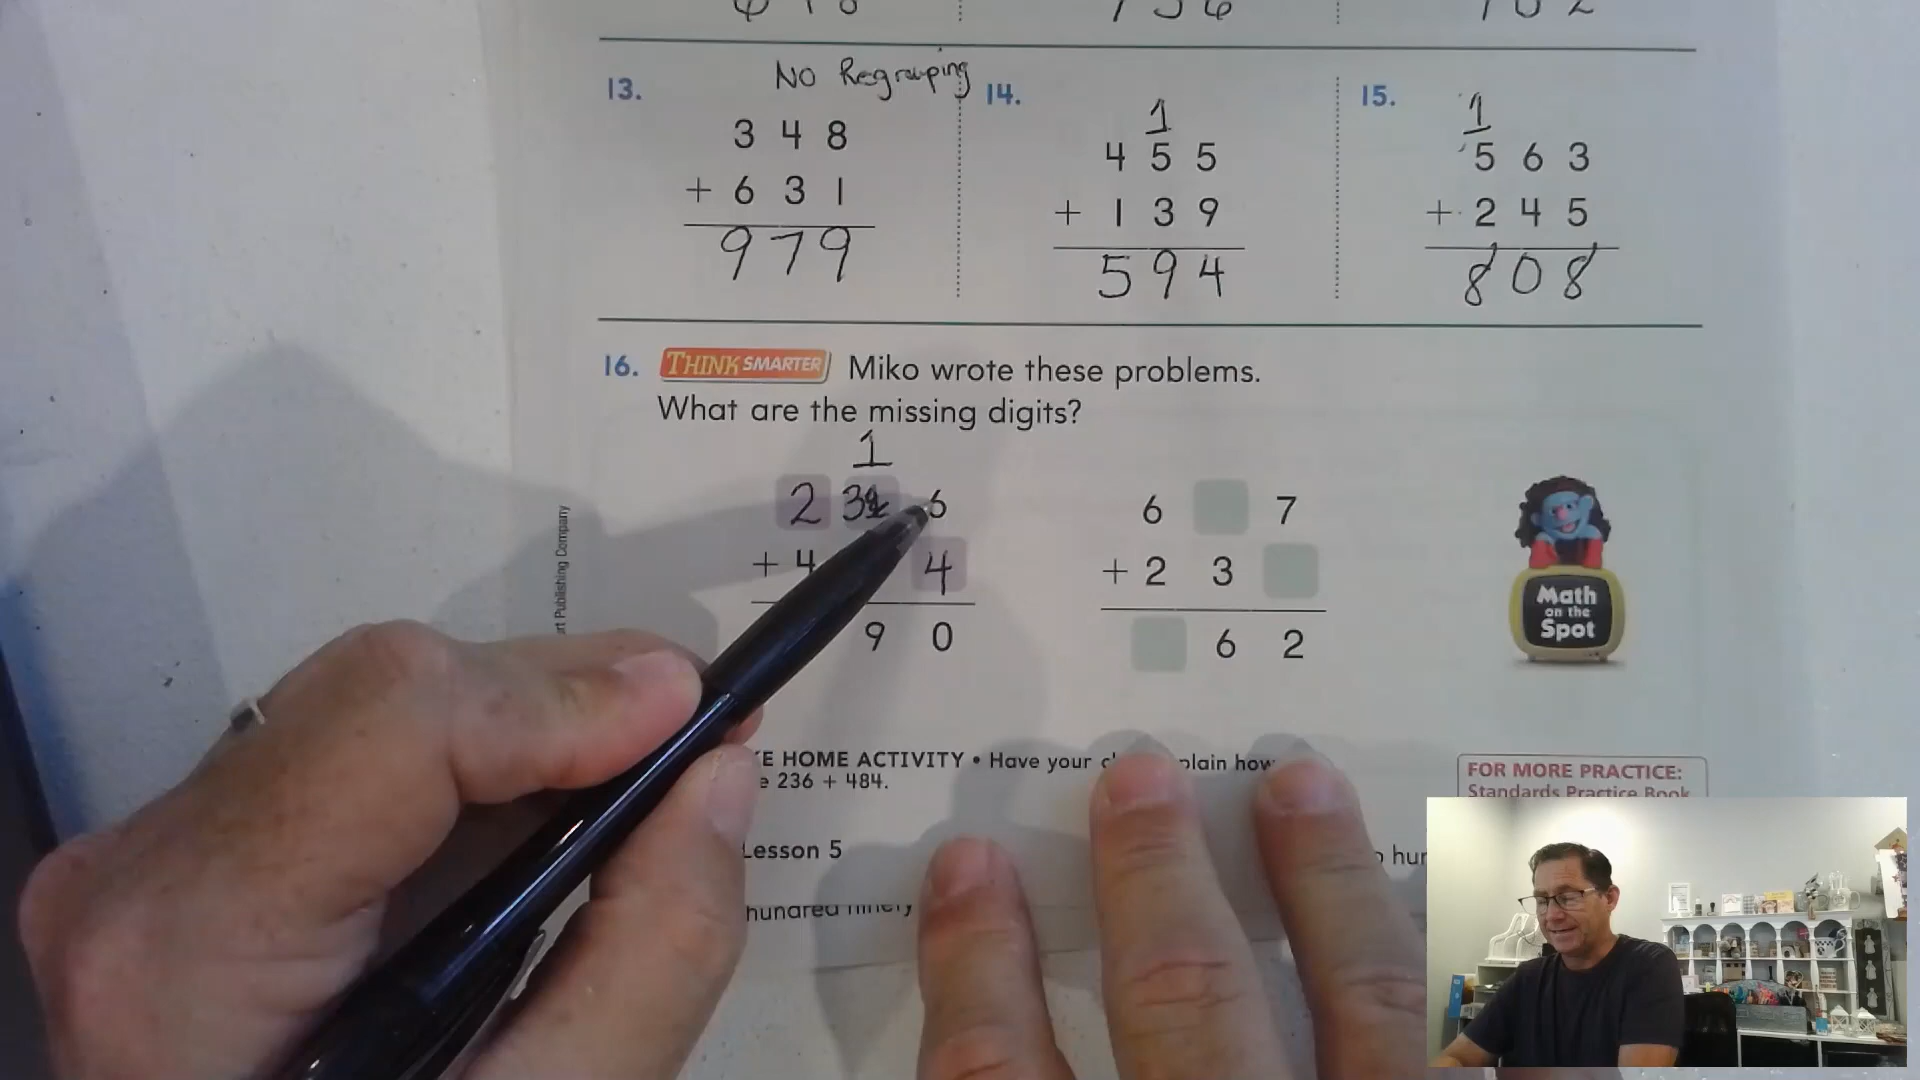 13.
No Regrouping
3 4 8
+ 6 3 1
9 7 9
14.
1
4 5 5
+ 1 3 9
5 9 4
15.
1
5 6 3
+ 2 4 5
8 0 8
16. THINK SMARTER Miko wrote these problems.
What are the missing digits?
1
2 3 6
+ 4 4
9 0
6 7
+ 2 3
6 2
Math
on the
Spot
Publishing Company
HOME ACTIVITY • Have your
236 + 484.
FOR MORE PRACTICE:
Standards Practice Book
Lesson 5
hundred ninety